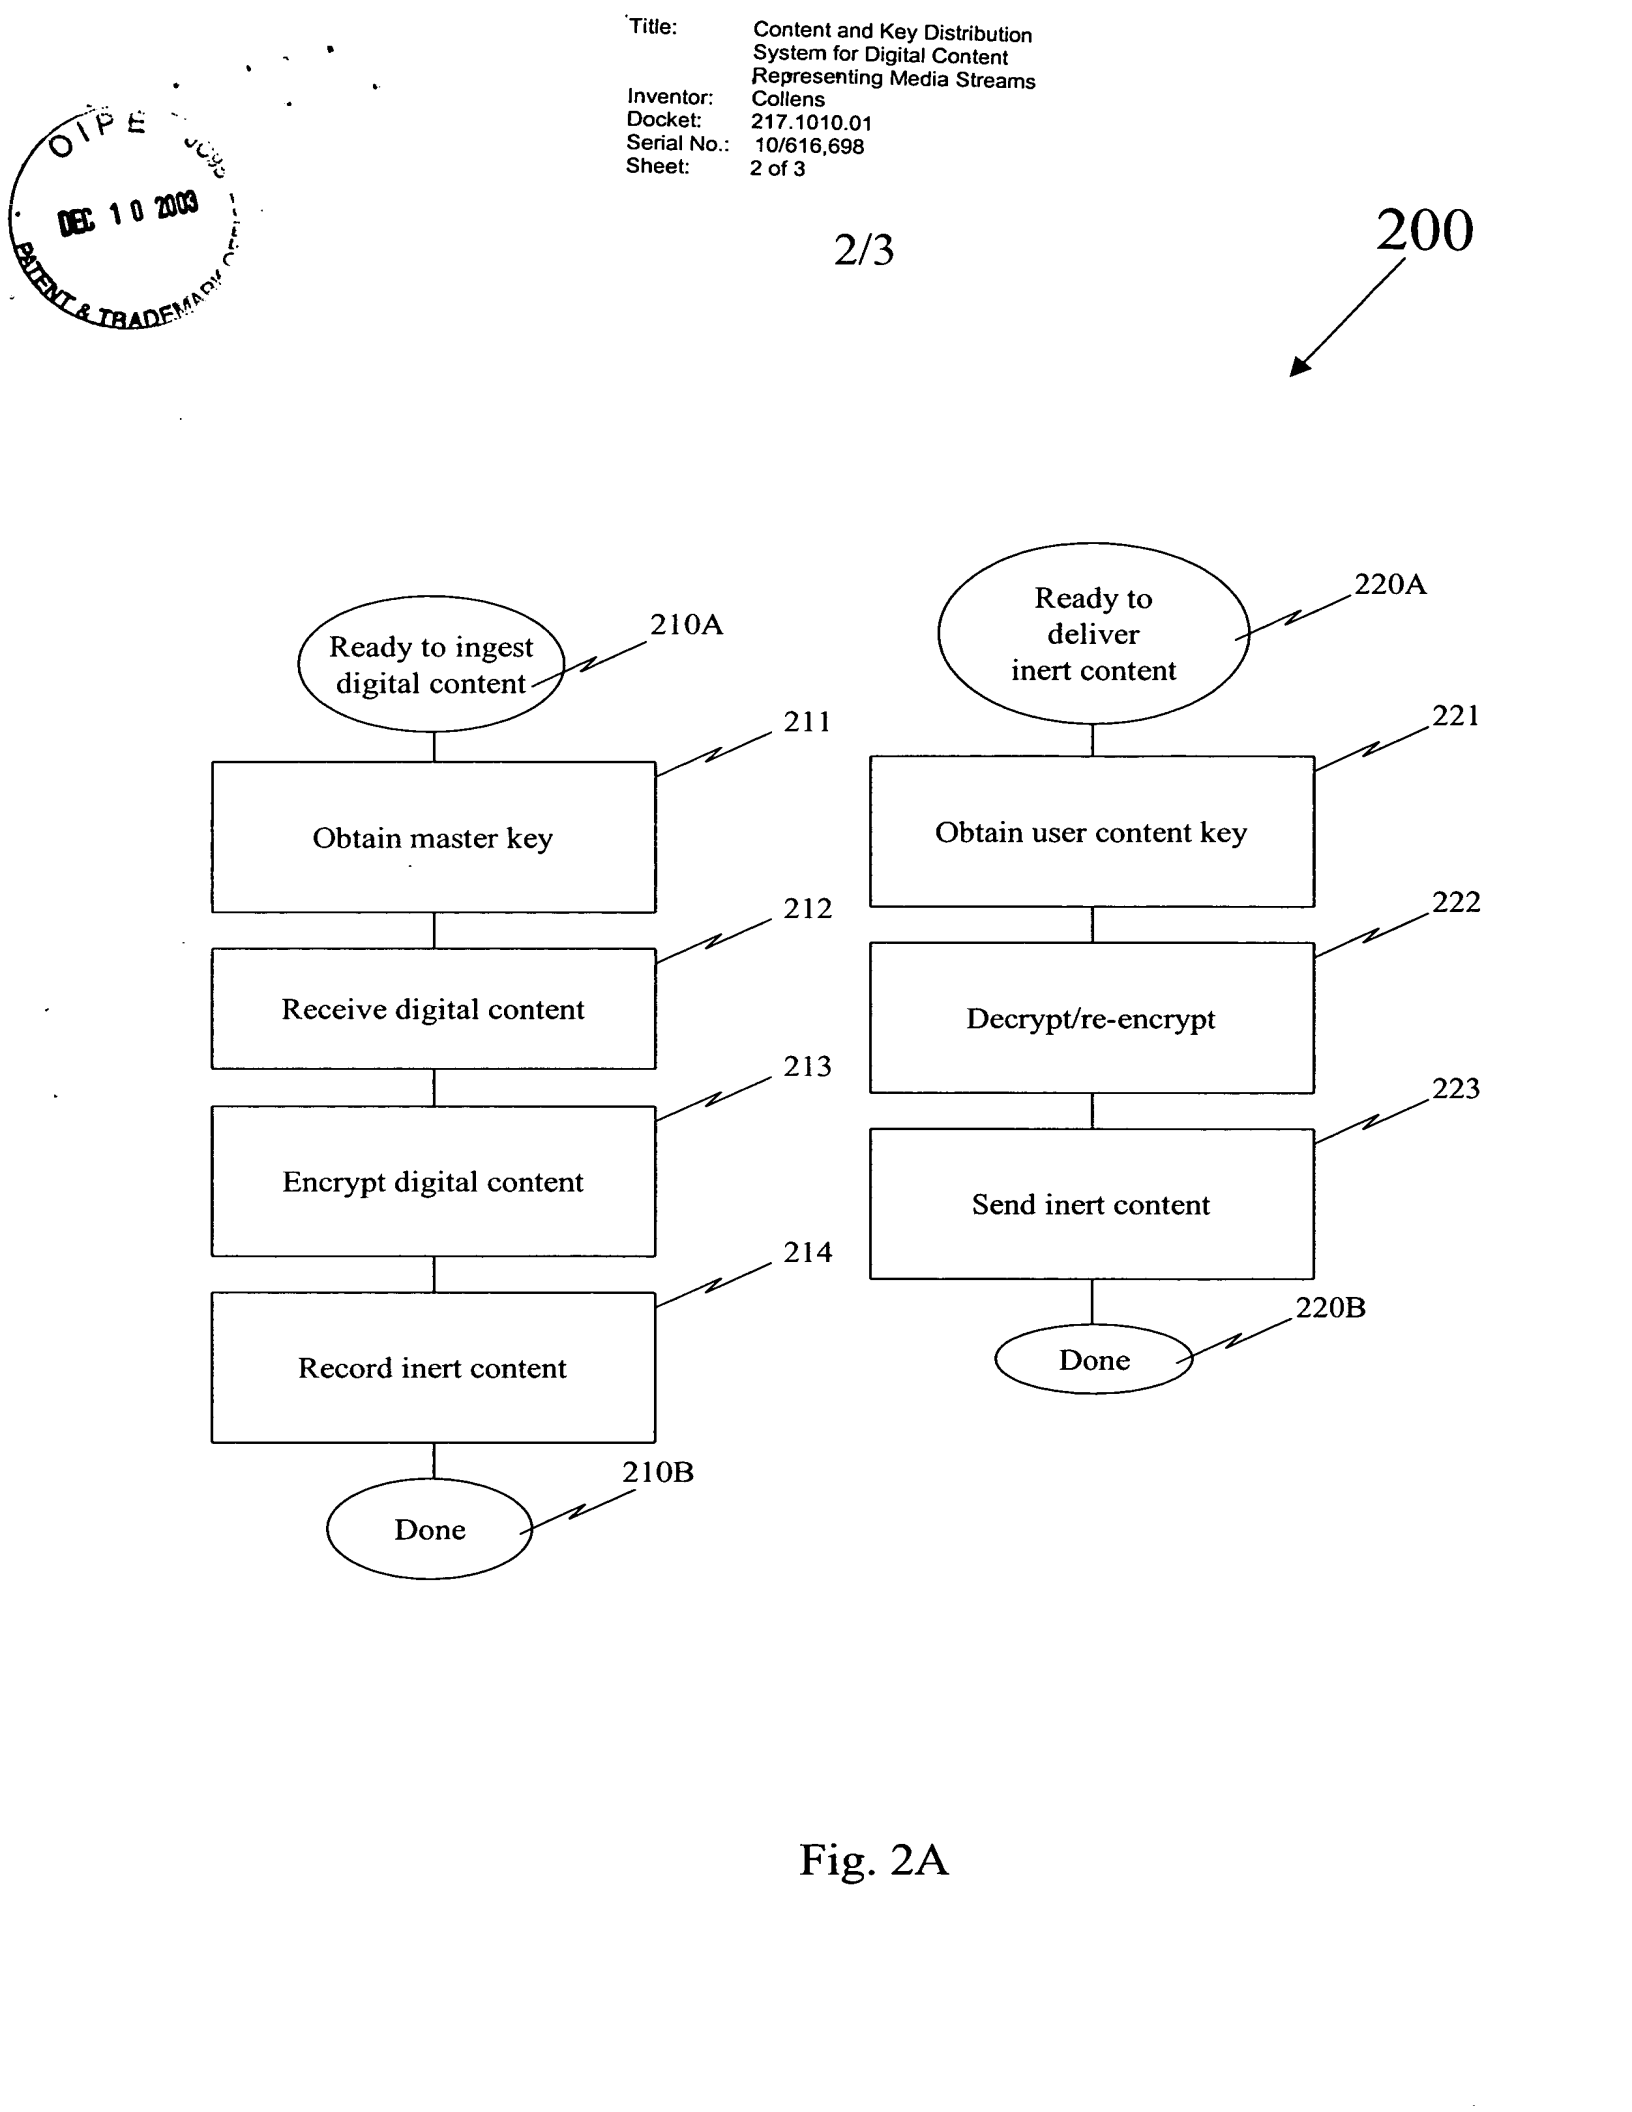 Title: Content and Key Distribution
System for Digital Content
Representing Media Streams
Inventor: Collens
Docket: 217.1010.01
Serial No.: 10/616,698
Sheet: 2 of 3
OIPE
DEC 10 2003
PATENT & TRADEMARK
2/3
200
Ready to ingest
digital content
210A
211
Obtain master key
212
Receive digital content
213
Encrypt digital content
214
Record inert content
210B
Done
Ready to
deliver
inert content
220A
221
Obtain user content key
222
Decrypt/re-encrypt
223
Send inert content
220B
Done
Fig. 2A